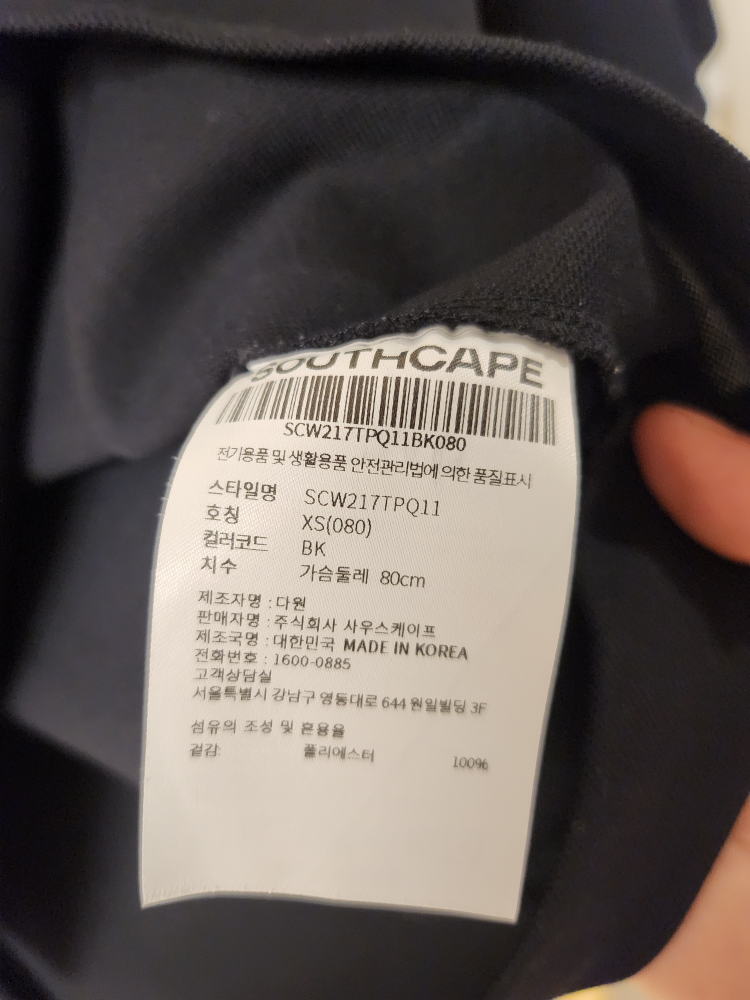 SOUTHCAPE
SCW217TPQ11BK080
전기용품 및 생활용품 안전관리법에 의한 품질표시
스타일명 SCW217TPQ11
호칭 XS(080)
컬러코드 BK
치수 가슴둘레 80cm
제조자명 : 다원
판매자명 : 주식회사 사우스케이프
제조국명 : 대한민국 MADE IN KOREA
전화번호 : 1600-0885
고객상담실
서울특별시 강남구 영동대로 644 원일빌딩 3F
섬유의 조성 및 혼용율
겉감: 폴리에스터 100%